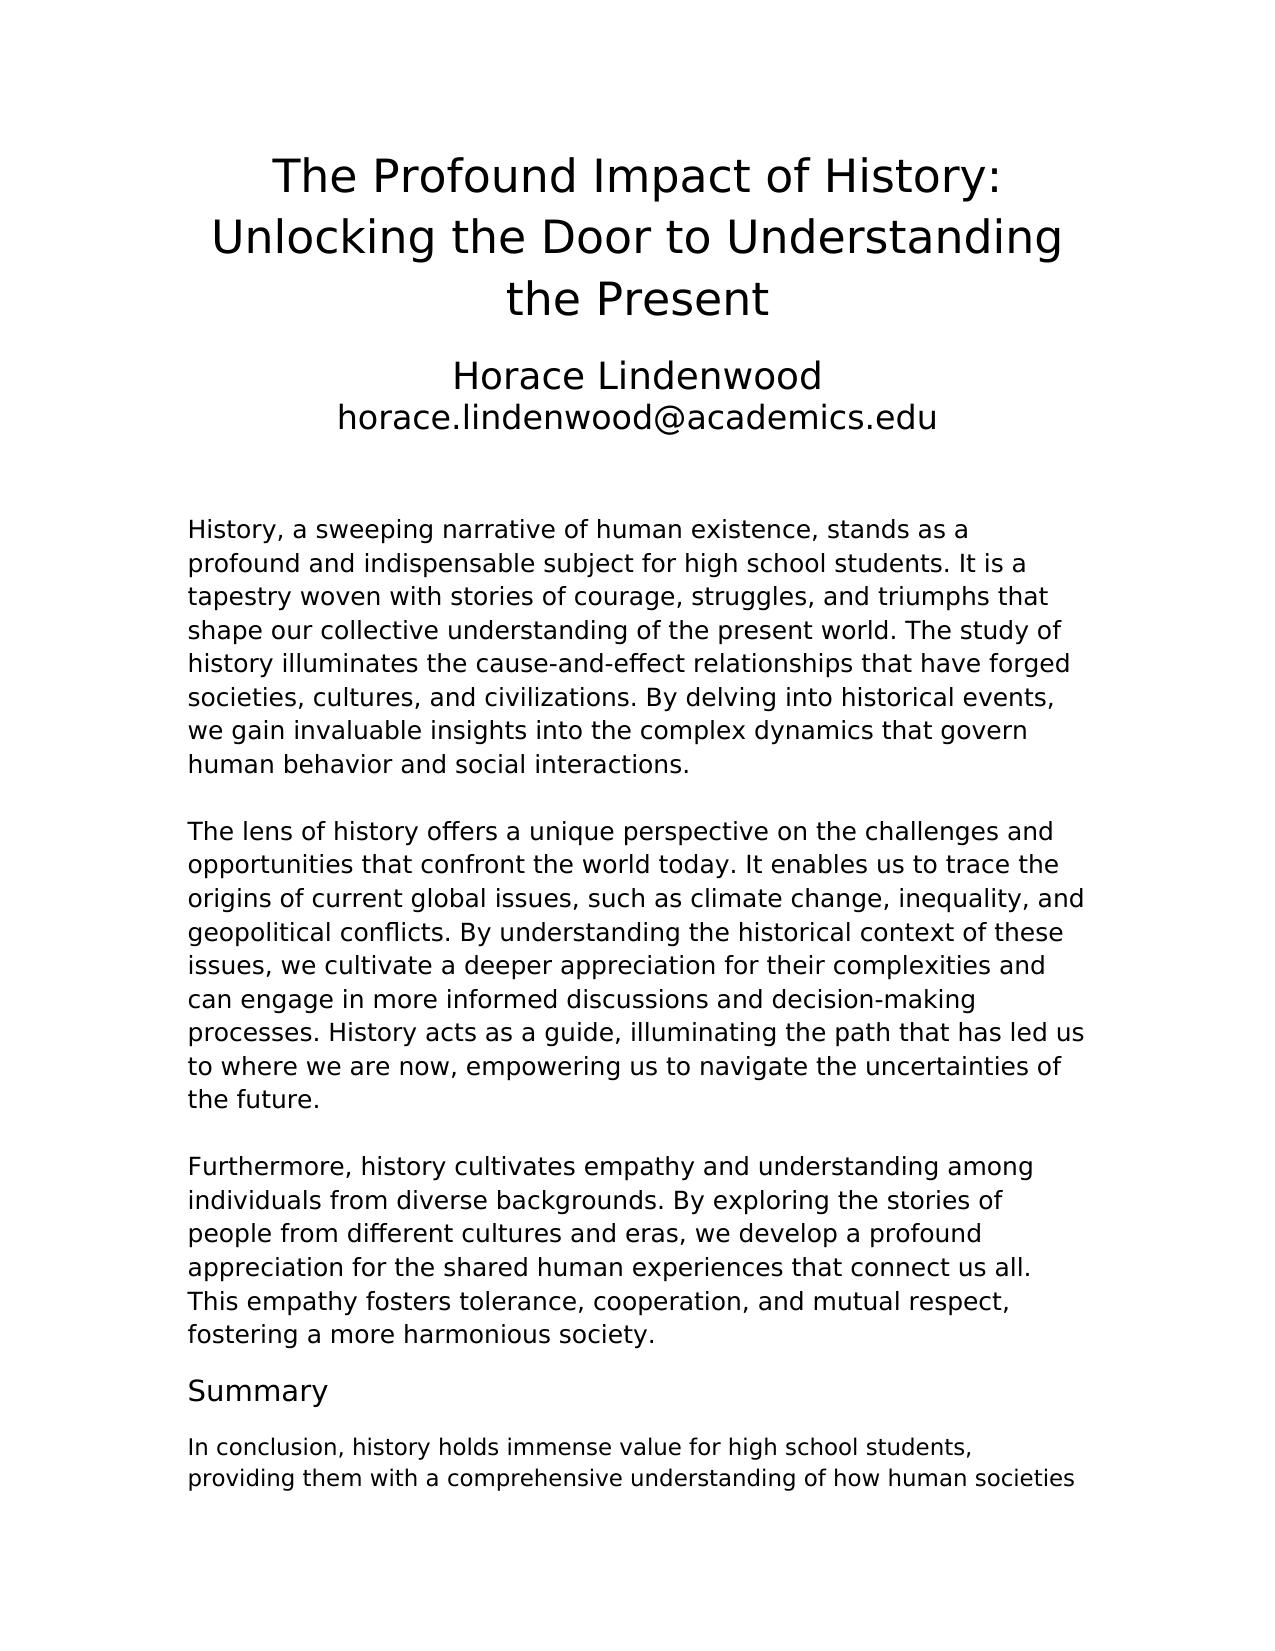 The Profound Impact of History:
Unlocking the Door to Understanding
the Present
Horace Lindenwood
horace.lindenwood@academics.edu
History, a sweeping narrative of human existence, stands as a
profound and indispensable subject for high school students. It is a
tapestry woven with stories of courage, struggles, and triumphs that
shape our collective understanding of the present world. The study of
history illuminates the cause-and-effect relationships that have forged
societies, cultures, and civilizations. By delving into historical events,
we gain invaluable insights into the complex dynamics that govern
human behavior and social interactions.
The lens of history offers a unique perspective on the challenges and
opportunities that confront the world today. It enables us to trace the
origins of current global issues, such as climate change, inequality, and
geopolitical conflicts. By understanding the historical context of these
issues, we cultivate a deeper appreciation for their complexities and
can engage in more informed discussions and decision-making
processes. History acts as a guide, illuminating the path that has led us
to where we are now, empowering us to navigate the uncertainties of
the future.
Furthermore, history cultivates empathy and understanding among
individuals from diverse backgrounds. By exploring the stories of
people from different cultures and eras, we develop a profound
appreciation for the shared human experiences that connect us all.
This empathy fosters tolerance, cooperation, and mutual respect,
fostering a more harmonious society.
Summary
In conclusion, history holds immense value for high school students,
providing them with a comprehensive understanding of how human societies